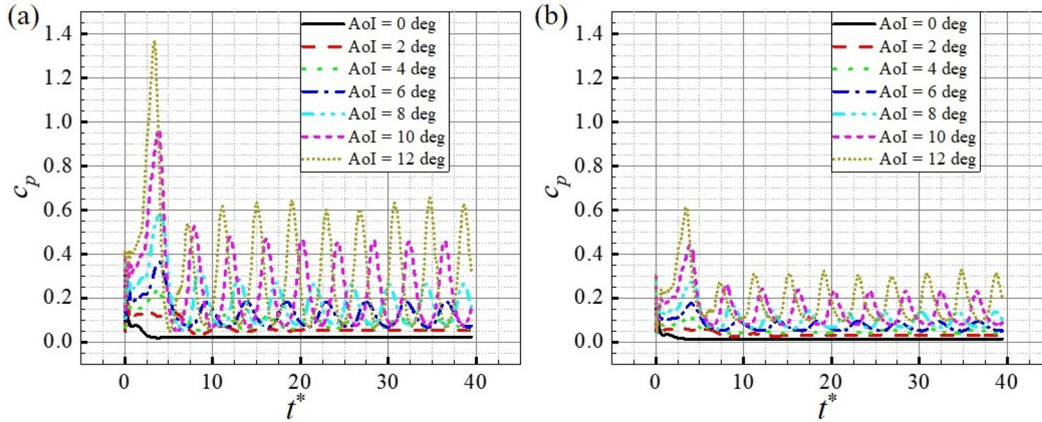 (a)
1.4
1.2
1.0
0.8
0.6
0.4
0.2
0.0
c_p
AoI = 0 deg
AoI = 2 deg
AoI = 4 deg
AoI = 6 deg
AoI = 8 deg
AoI = 10 deg
AoI = 12 deg
0 10 20 30 40
t*
(b)
1.4
1.2
1.0
0.8
0.6
0.4
0.2
0.0
c_p
AoI = 0 deg
AoI = 2 deg
AoI = 4 deg
AoI = 6 deg
AoI = 8 deg
AoI = 10 deg
AoI = 12 deg
0 10 20 30 40
t*